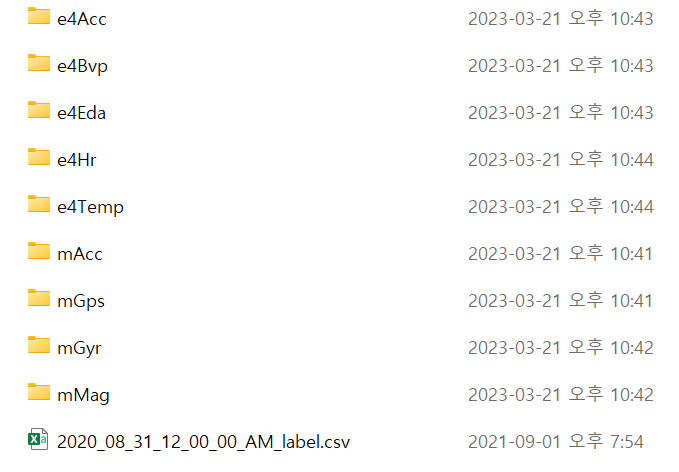 e4Acc 2023-03-21 오후 10:43
e4Bvp 2023-03-21 오후 10:43
e4Eda 2023-03-21 오후 10:43
e4Hr 2023-03-21 오후 10:44
e4Temp 2023-03-21 오후 10:44
mAcc 2023-03-21 오후 10:41
mGps 2023-03-21 오후 10:41
mGyr 2023-03-21 오후 10:42
mMag 2023-03-21 오후 10:42
2020_08_31_12_00_00_AM_label.csv 2021-09-01 오후 7:54